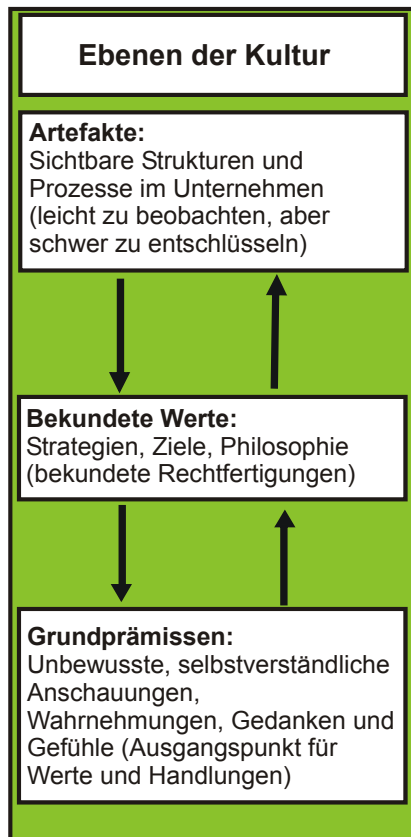 Ebenen der Kultur
Artefakte:
Sichtbare Strukturen und
Prozesse im Unternehmen
(leicht zu beobachten, aber
schwer zu entschlüsseln)
Bekundete Werte:
Strategien, Ziele, Philosophie
(bekundete Rechtfertigungen)
Grundprämissen:
Unbewusste, selbstverständliche
Anschauungen,
Wahrnehmungen, Gedanken und
Gefühle (Ausgangspunkt für
Werte und Handlungen)